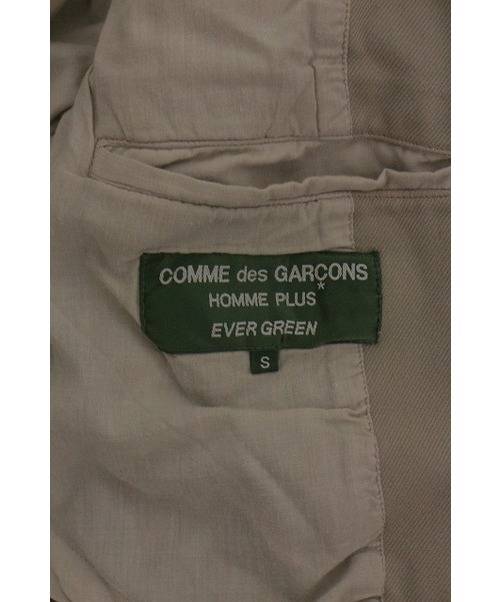 COMME des GARÇONS
HOMME PLUS*
EVER GREEN
S